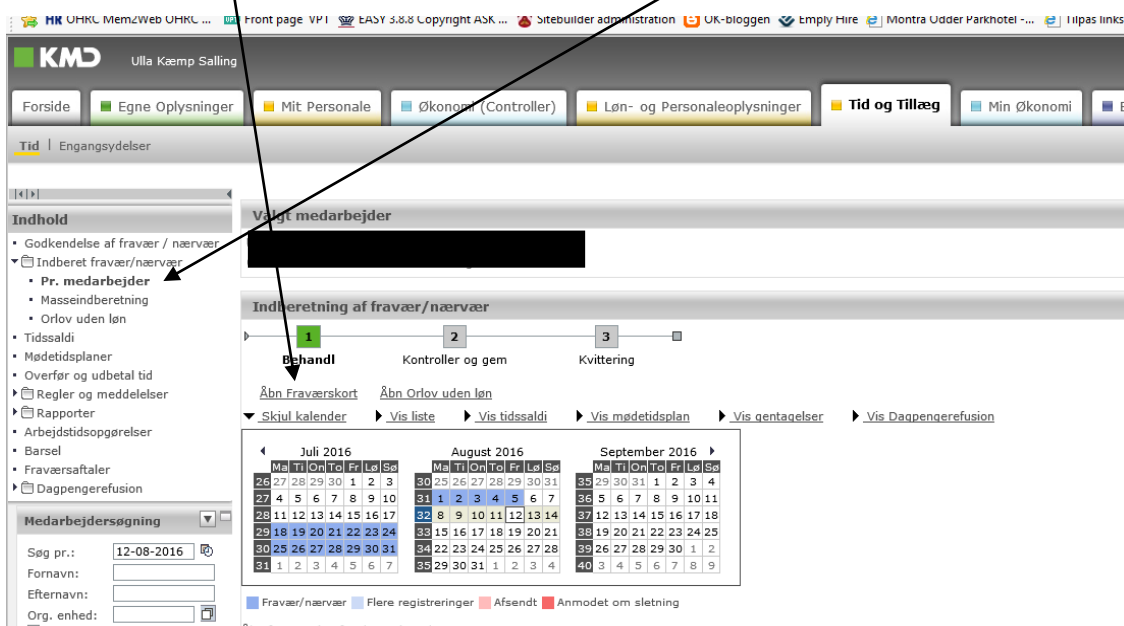 HR OHRC Mem2Web OHRC ... Front page VPT EASY 3.8.8 Copyright ASK ... Sitebuilder administration OK-bloggen Emply Hire Montra Odder Parkhotel -... Tilpas links
KMD Ulla Kæmp Salling
Forside Egne Oplysninger Mit Personale Økonomi (Controller) Løn- og Personaleoplysninger Tid og Tillæg Min Økonomi
Tid | Engangsydelser
Indhold
Godkendelse af fravær / nærvær
Indberet fravær/nærvær
Pr. medarbejder
Masseindberetning
Orlov uden løn
Tidssaldi
Mødetidsplaner
Overfør og udbetal tid
Regler og meddelelser
Rapporter
Arbejdstidsopgørelser
Barsel
Fraværsaftaler
Dagpengerefusion
Medarbejdersøgning
Søg pr.: 12-08-2016
Fornavn:
Efternavn:
Org. enhed:
Valgt medarbejder
Indberetning af fravær/nærvær
1 2 3
Behandl Kontroller og gem Kvittering
Åbn Fraværskort Åbn Orlov uden løn
Skjul kalender Vis liste Vis tidssaldi Vis mødetidsplan Vis gentagelser Vis Dagpengerefusion
Juli 2016 August 2016 September 2016
Ma Ti On To Fr Lø Sø Ma Ti On To Fr Lø Sø Ma Ti On To Fr Lø Sø
26 27 28 29 30 1 2 3 30 25 26 27 28 29 30 31 35 29 30 31 1 2 3 4
27 4 5 6 7 8 9 10 31 1 2 3 4 5 6 7 36 5 6 7 8 9 10 11
28 11 12 13 14 15 16 17 32 8 9 10 11 12 13 14 37 12 13 14 15 16 17 18
29 18 19 20 21 22 23 24 33 15 16 17 18 19 20 21 38 19 20 21 22 23 24 25
30 25 26 27 28 29 30 31 34 22 23 24 25 26 27 28 39 26 27 28 29 30 1 2
31 1 2 3 4 5 6 7 35 29 30 31 1 2 3 4 40 3 4 5 6 7 8 9
Fravær/nærvær Flere registreringer Afsendt Anmodet om sletning